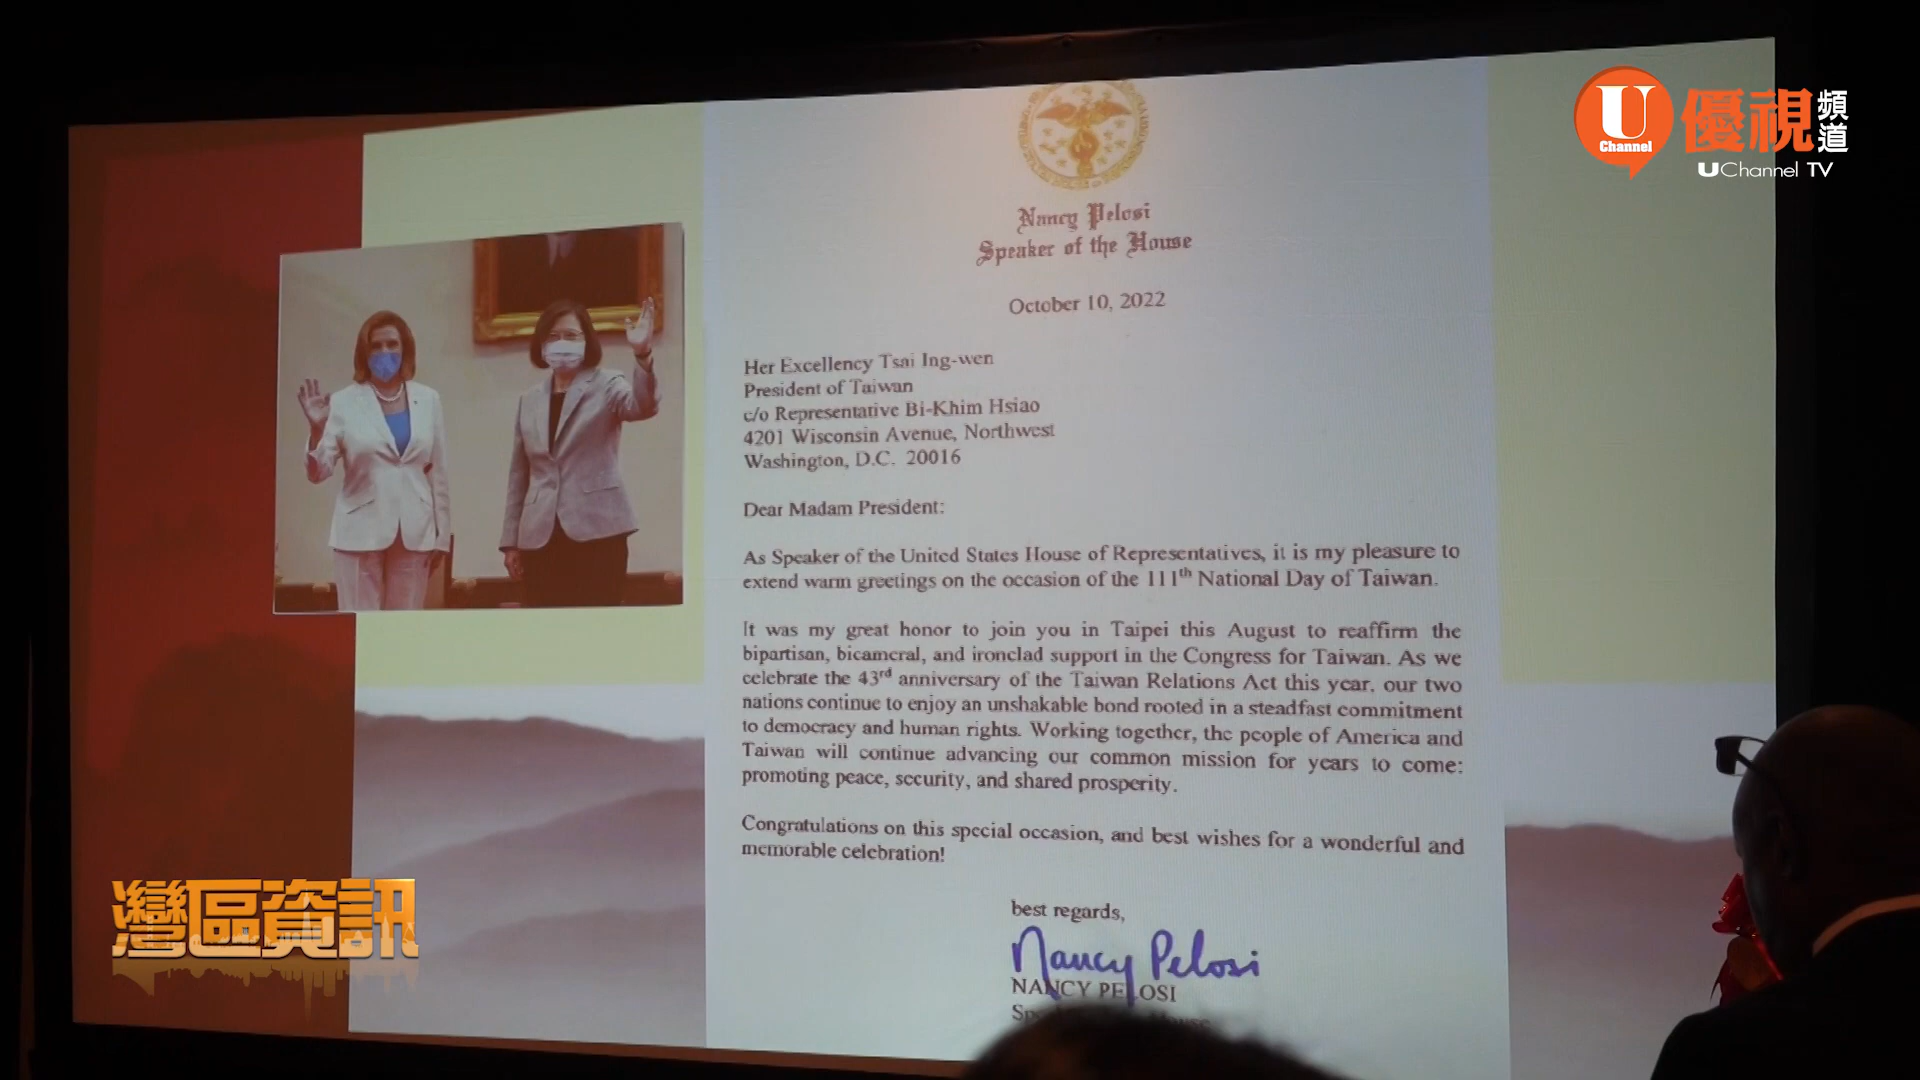 U
Channel
優視頻道
UChannel TV
Nancy Pelosi
Speaker of the House
October 10, 2022
Her Excellency Tsai Ing-wen
President of Taiwan
c/o Representative Bi-Khim Hsiao
4201 Wisconsin Avenue, Northwest
Washington, D.C. 20016
Dear Madam President:
As Speaker of the United States House of Representatives, it is my pleasure to
extend warm greetings on the occasion of the 111th National Day of Taiwan.
It was my great honor to join you in Taipei this August to reaffirm the
bipartisan, bicameral, and ironclad support in the Congress for Taiwan. As we
celebrate the 43rd anniversary of the Taiwan Relations Act this year, our two
nations continue to enjoy an unshakable bond rooted in a steadfast commitment
to democracy and human rights. Working together, the people of America and
Taiwan will continue advancing our common mission for years to come:
promoting peace, security, and shared prosperity.
Congratulations on this special occasion, and best wishes for a wonderful and
memorable celebration!
best regards,
Nancy Pelosi
NANCY PELOSI
灣區資訊